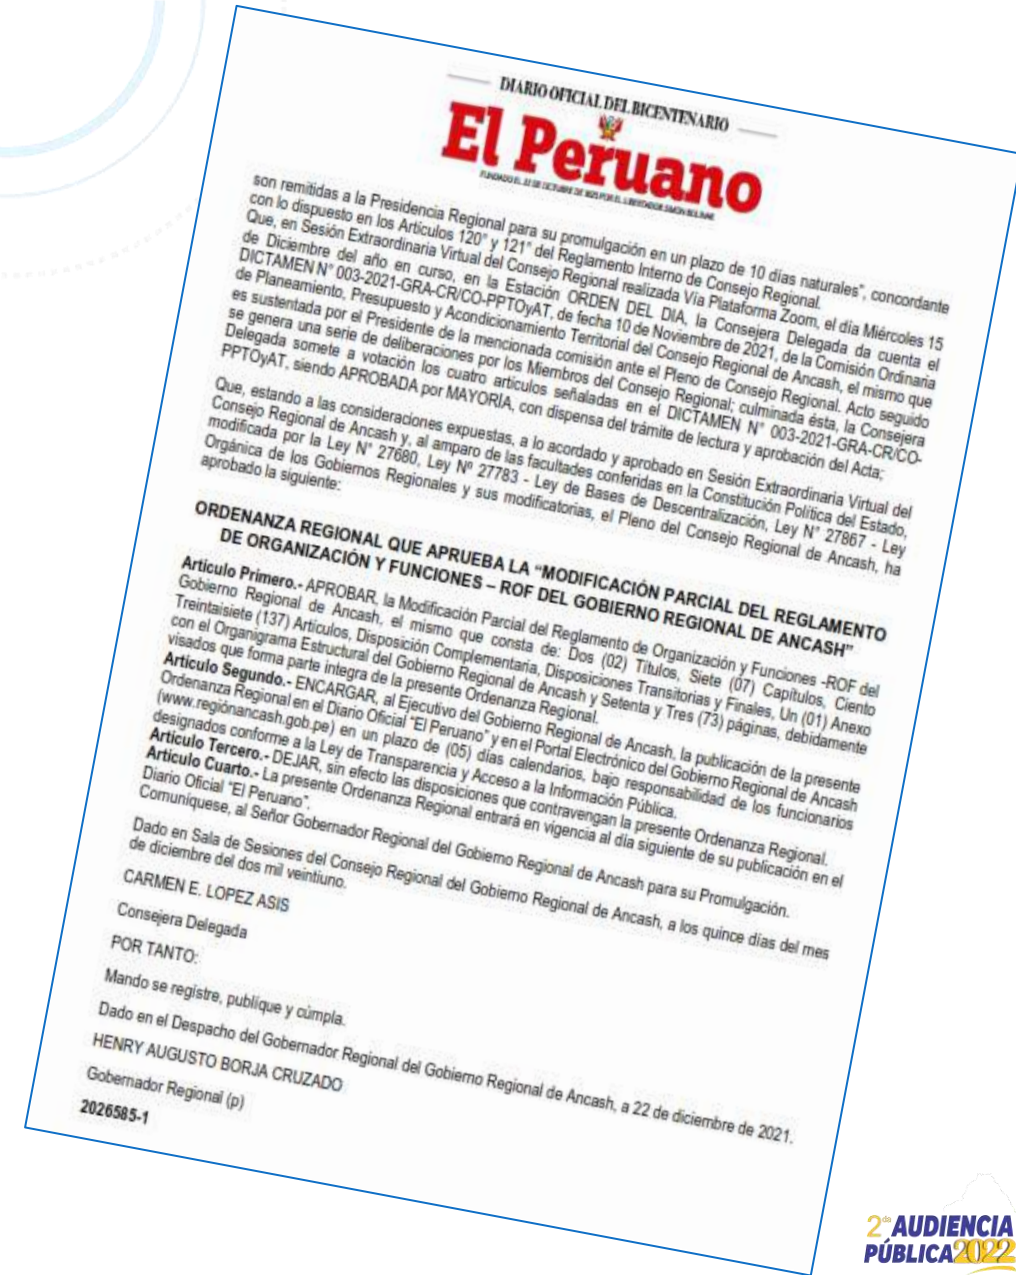 DIARIO OFICIAL DEL BICENTENARIO
El Peruano
FUNDADO EL 22 DE OCTUBRE DE 1825 POR EL LIBERTADOR SIMÓN BOLÍVAR
son remitidas a la Presidencia Regional para su promulgación en un plazo de 10 días naturales", concordante
con lo dispuesto en los Artículos 120° y 121° del Reglamento Interno de Consejo Regional.
Que, en Sesión Extraordinaria Virtual del Consejo Regional realizada Vía Plataforma Zoom, el día Miércoles 15
de Diciembre del año en curso, en la Estación ORDEN DEL DIA, la Consejera Delegada da cuenta el
DICTAMEN N° 003-2021-GRA-CR/CO-PPTOyAT, de fecha 10 de Noviembre de 2021, de la Comisión Ordinaria
de Planeamiento, Presupuesto y Acondicionamiento Territorial del Consejo Regional de Ancash, el mismo que
es sustentada por el Presidente de la mencionada comisión ante el Pleno de Consejo Regional. Acto seguido
se genera una serie de deliberaciones por los Miembros del Consejo Regional; culminada ésta, la Consejera
Delegada somete a votación los cuatro artículos señaladas en el DICTAMEN N° 003-2021-GRA-CR/CO-
PPTOyAT, siendo APROBADA por MAYORÍA, con dispensa del trámite de lectura y aprobación del Acta;
Que, estando a las consideraciones expuestas, a lo acordado y aprobado en Sesión Extraordinaria Virtual del
Consejo Regional de Ancash y, al amparo de las facultades conferidas en la Constitución Política del Estado,
modificada por la Ley N° 27680, Ley Nº 27783 - Ley de Bases de Descentralización, Ley N° 27867 - Ley
Orgánica de los Gobiernos Regionales y sus modificatorias, el Pleno del Consejo Regional de Ancash, ha
aprobado la siguiente:
ORDENANZA REGIONAL QUE APRUEBA LA “MODIFICACIÓN PARCIAL DEL REGLAMENTO
DE ORGANIZACIÓN Y FUNCIONES – ROF DEL GOBIERNO REGIONAL DE ANCASH”
Artículo Primero.- APROBAR, la Modificación Parcial del Reglamento de Organización y Funciones -ROF del
Gobierno Regional de Ancash, el mismo que consta de: Dos (02) Títulos, Siete (07) Capítulos, Ciento
Treintaisiete (137) Artículos, Disposición Complementaria, Disposiciones Transitorias y Finales, Un (01) Anexo
con el Organigrama Estructural del Gobierno Regional de Ancash y Setenta y Tres (73) páginas, debidamente
visados que forma parte integra de la presente Ordenanza Regional.
Artículo Segundo.- ENCARGAR, al Ejecutivo del Gobierno Regional de Ancash, la publicación de la presente
Ordenanza Regional en el Diario Oficial "El Peruano" y en el Portal Electrónico del Gobierno Regional de Ancash
(www.regiónancash.gob.pe) en un plazo de (05) días calendarios, bajo responsabilidad de los funcionarios
designados conforme a la Ley de Transparencia y Acceso a la Información Pública.
Artículo Tercero.- DEJAR, sin efecto las disposiciones que contravengan la presente Ordenanza Regional.
Artículo Cuarto.- La presente Ordenanza Regional entrará en vigencia al día siguiente de su publicación en el
Diario Oficial "El Peruano".
Comuníquese, al Señor Gobernador Regional del Gobierno Regional de Ancash para su Promulgación.
Dado en Sala de Sesiones del Consejo Regional del Gobierno Regional de Ancash, a los quince días del mes
de diciembre del dos mil veintiuno.
CARMEN E. LOPEZ ASIS
Consejera Delegada
POR TANTO:
Mando se registre, publíque y cúmpla.
Dado en el Despacho del Gobernador Regional del Gobierno Regional de Ancash, a 22 de diciembre de 2021.
HENRY AUGUSTO BORJA CRUZADO
Gobernador Regional (p)
2026585-1
2da AUDIENCIA
PÚBLICA 2022